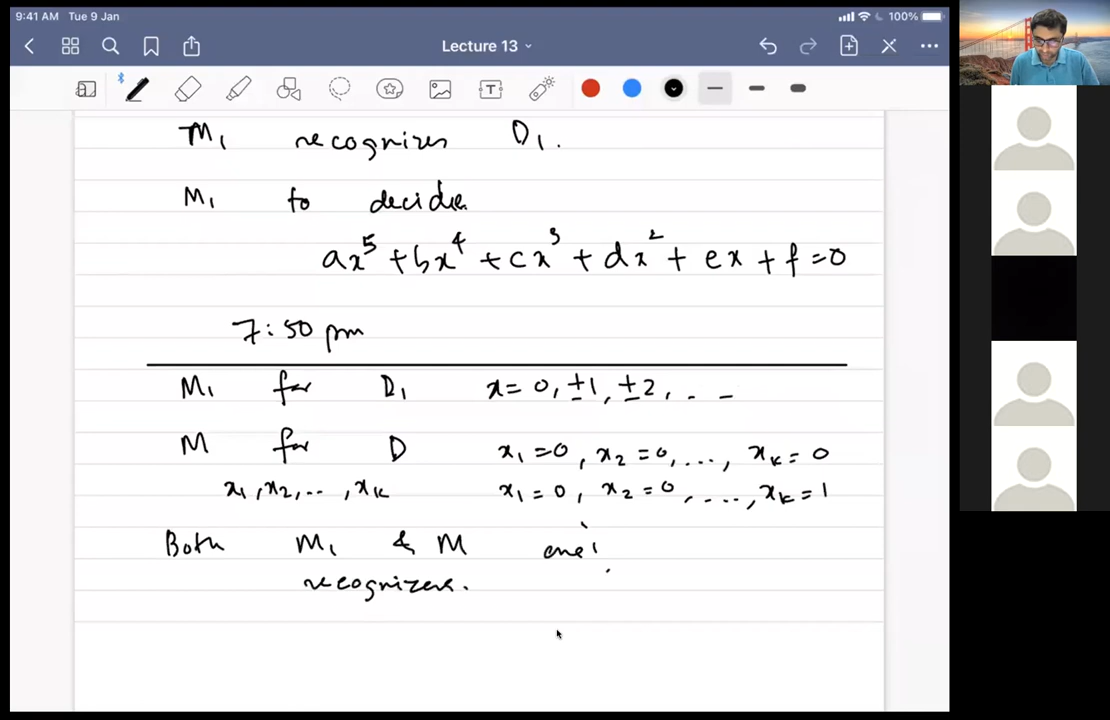 9:41 AM Tue 9 Jan 100%
Lecture 13
M₁ recognizes D₁.
M₁ to decide
ax⁵ + bx⁴ + cx³ + dx² + ex + f = 0
7:50 pm
M₁ for D₁ x = 0, ±1, ±2, . . –
M for D x₁ = 0, x₂ = 0, ..., xₖ = 0
x₁, x₂, .., xₖ x₁ = 0, x₂ = 0, ...., xₖ = 1
Both M₁ & M are
recognizers.